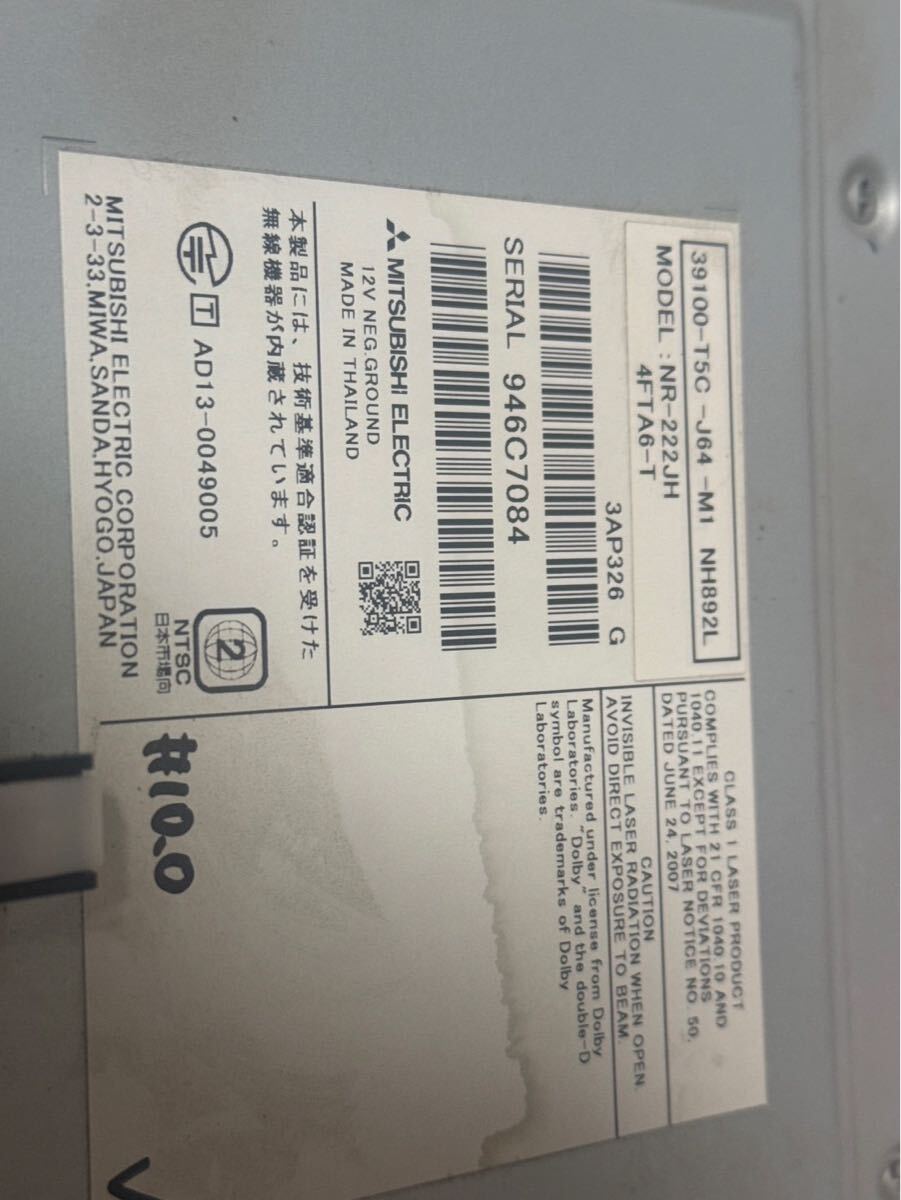 39100-T5C -J64 -M1 NH892L
MODEL : NR-222JH
4FTA6-T
3AP326 G
SERIAL 946C7084
MITSUBISHI ELECTRIC
12V NEG.GROUND
MADE IN THAILAND
本製品には、技術基準適合認証を受けた
無線機器が内蔵されています。
T AD13-0049005
2
NTSC
日本市場向
MITSUBISHI ELECTRIC CORPORATION
2-3-33,MIWA,SANDA,HYOGO,JAPAN
CLASS 1 LASER PRODUCT
COMPLIES WITH 21 CFR 1040.10 AND
1040.11 EXCEPT FOR DEVIATIONS
PURSUANT TO LASER NOTICE NO. 50,
DATED JUNE 24, 2007
CAUTION
INVISIBLE LASER RADIATION WHEN OPEN.
AVOID DIRECT EXPOSURE TO BEAM.
Manufactured under license from Dolby
Laboratories. "Dolby" and the double-D
symbol are trademarks of Dolby
Laboratories.
#10.0